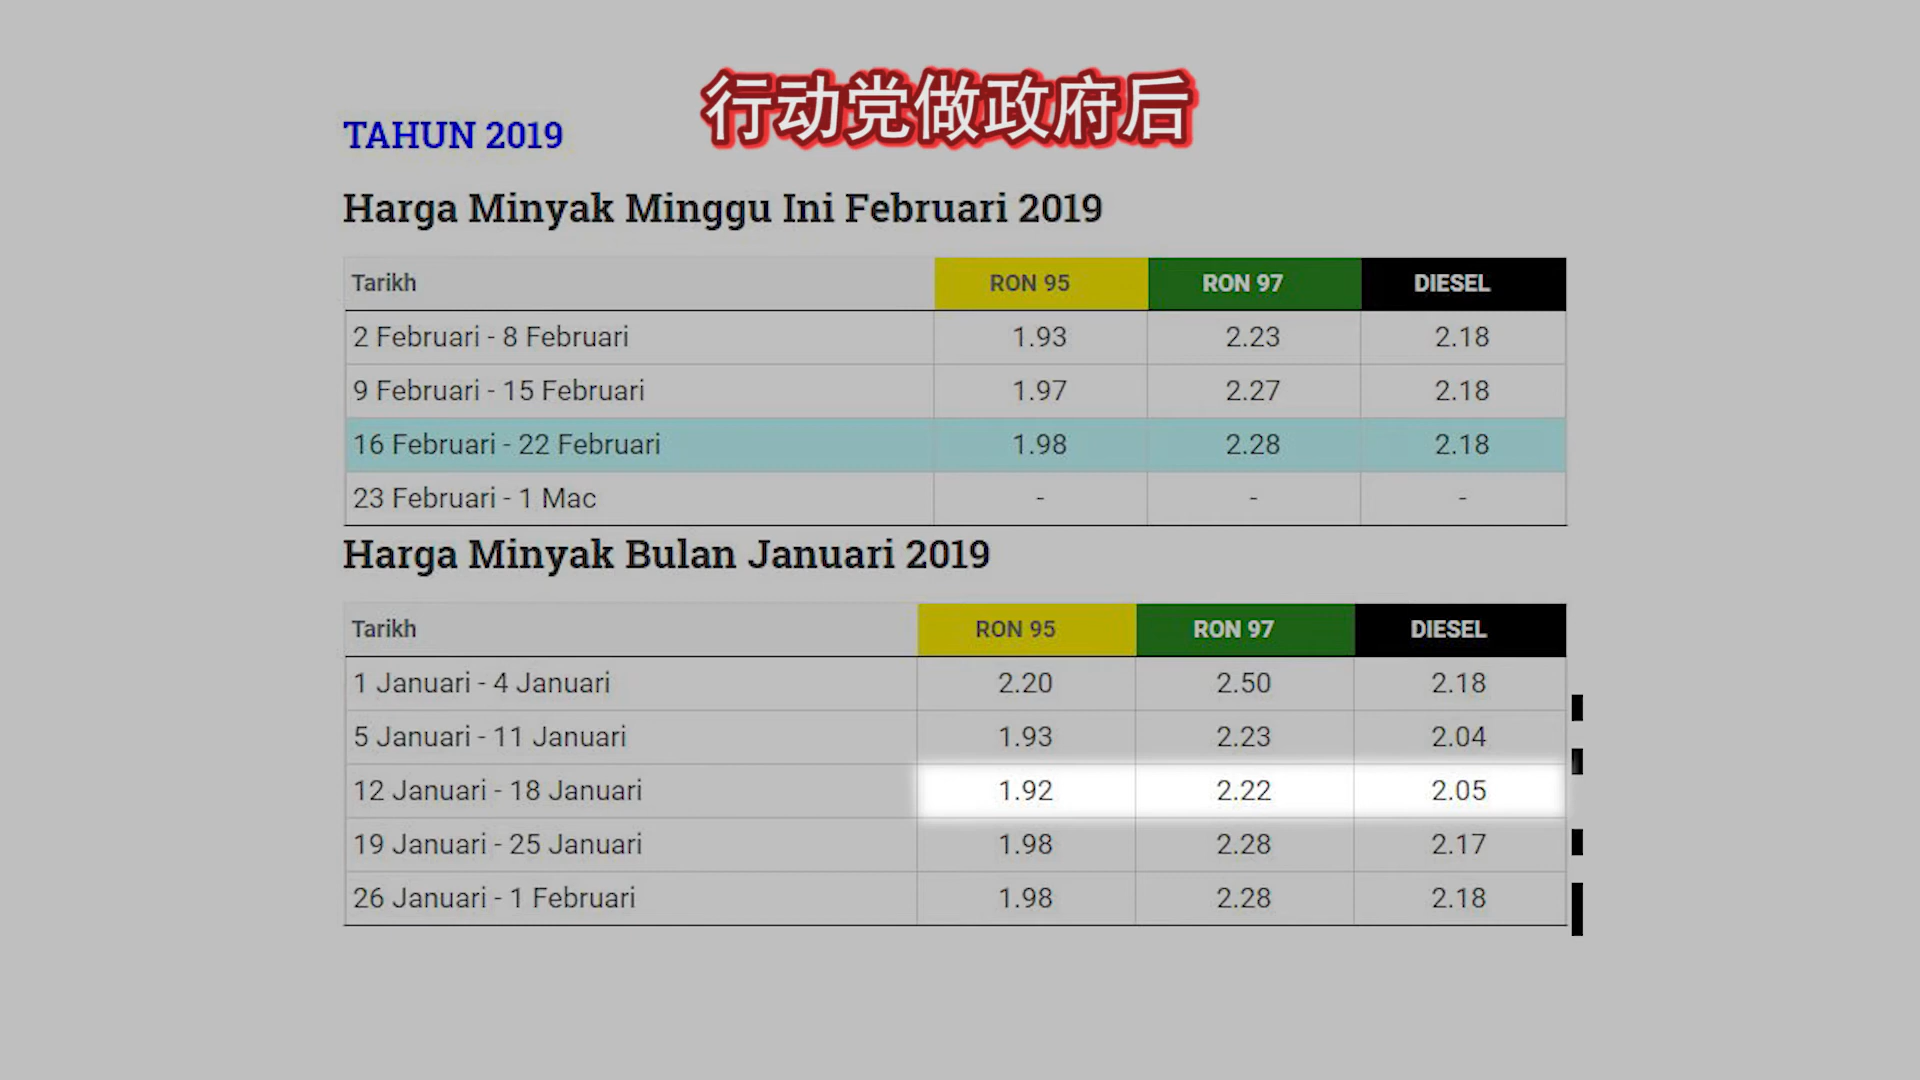 行动党做政府后
TAHUN 2019
Harga Minyak Minggu Ini Februari 2019
Tarikh RON 95 RON 97 DIESEL
2 Februari - 8 Februari 1.93 2.23 2.18
9 Februari - 15 Februari 1.97 2.27 2.18
16 Februari - 22 Februari 1.98 2.28 2.18
23 Februari - 1 Mac - - -
Harga Minyak Bulan Januari 2019
Tarikh RON 95 RON 97 DIESEL
1 Januari - 4 Januari 2.20 2.50 2.18
5 Januari - 11 Januari 1.93 2.23 2.04
12 Januari - 18 Januari 1.92 2.22 2.05
19 Januari - 25 Januari 1.98 2.28 2.17
26 Januari - 1 Februari 1.98 2.28 2.18